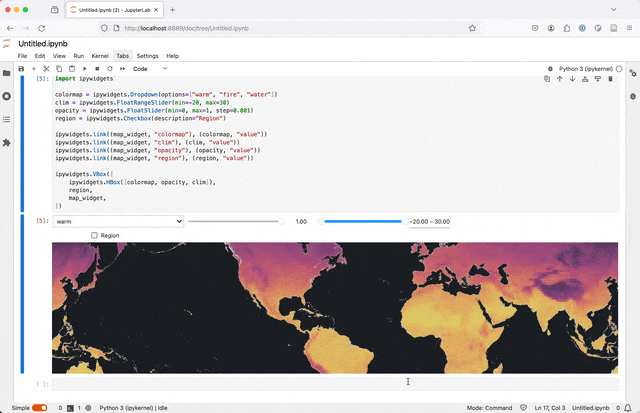 Untitled.ipynb (2) - JupyterLab
http://localhost:8889/doc/tree/Untitled.ipynb
Untitled.ipynb
File Edit View Run Kernel Tabs Settings Help
Code
Python 3 (ipykernel)
[5]: import ipywidgets
colormap = ipywidgets.Dropdown(options=["warm", "fire", "water"])
clim = ipywidgets.FloatRangeSlider(min=-20, max=30)
opacity = ipywidgets.FloatSlider(min=0, max=1, step=0.001)
region = ipywidgets.Checkbox(description="Region")
ipywidgets.link((map_widget, "colormap"), (colormap, "value"))
ipywidgets.link((map_widget, "clim"), (clim, "value"))
ipywidgets.link((map_widget, "opacity"), (opacity, "value"))
ipywidgets.link((map_widget, "region"), (region, "value"))
ipywidgets.VBox([
ipywidgets.HBox([colormap, opacity, clim]),
region,
map_widget,
])
[5]: warm 1.00 -20.00 – 30.00
Region
[ ]:
Simple 0 1 Python 3 (ipykernel) | Idle Mode: Command Ln 17, Col 3 Untitled.ipynb 0